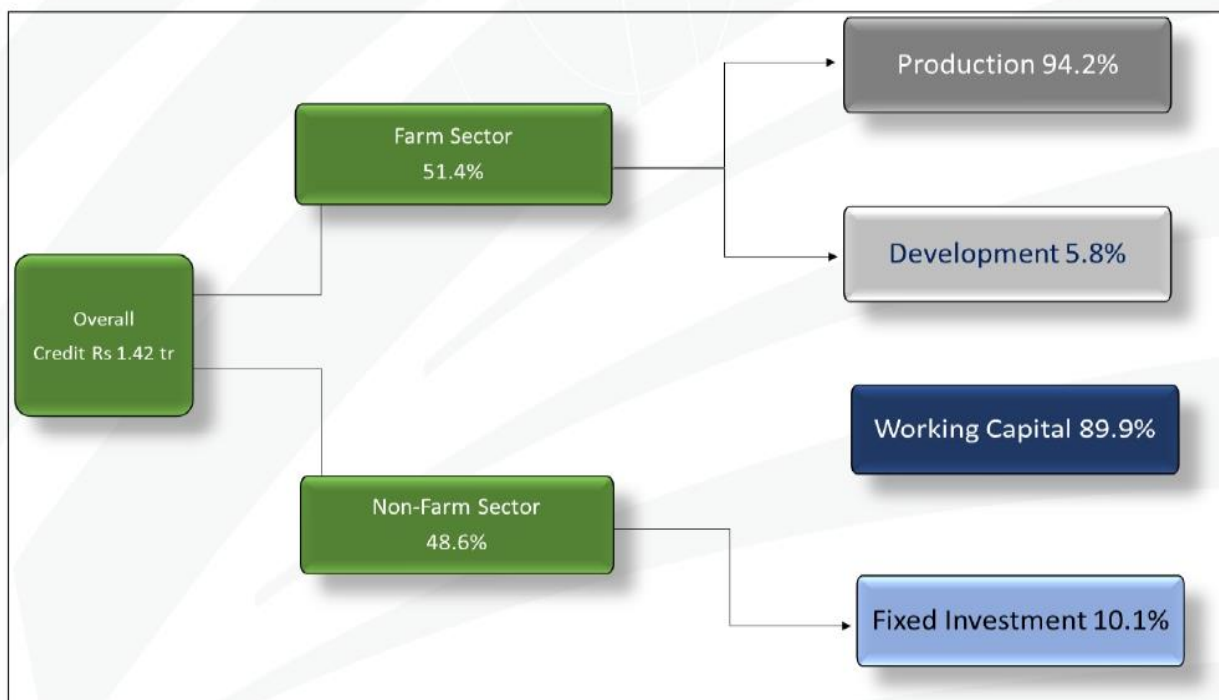 Production 94.2%
Farm Sector
51.4%
Development 5.8%
Overall
Credit Rs 1.42 tr
Working Capital 89.9%
Non-Farm Sector
48.6%
Fixed Investment 10.1%